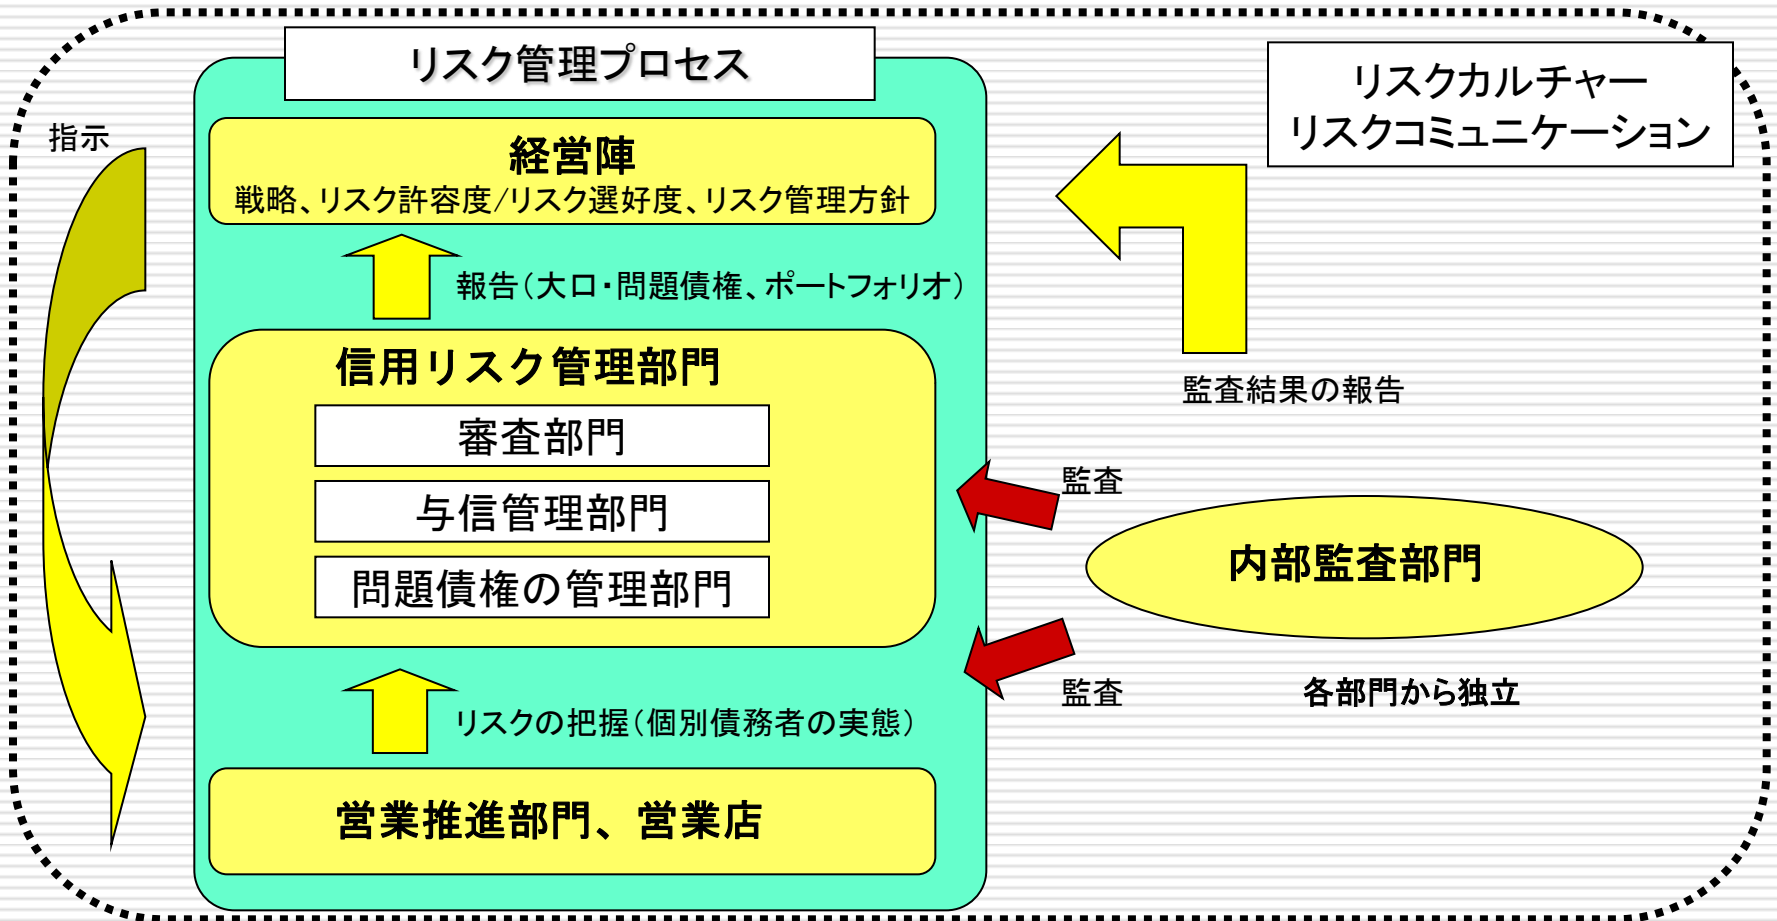 リスク管理プロセス
リスクカルチャー
リスクコミュニケーション
指示
経営陣
戦略、リスク許容度/リスク選好度、リスク管理方針
報告(大口・問題債権、ポートフォリオ)
信用リスク管理部門
審査部門
与信管理部門
問題債権の管理部門
監査結果の報告
監査
内部監査部門
監査
各部門から独立
リスクの把握(個別債務者の実態)
営業推進部門、営業店